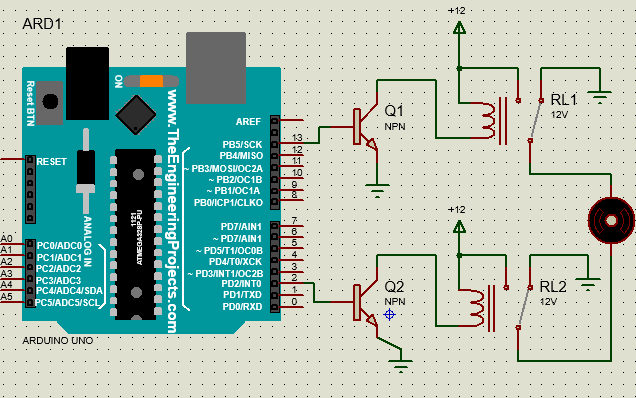 ARD1
ON
Reset BTN
www.TheEngineeringProjects.com
RESET
ANALOG IN
1121
ATMEGA328P-PU
A0
A1
A2
A3
A4
A5
PC0/ADC0
PC1/ADC1
PC2/ADC2
PC3/ADC3
PC4/ADC4/SDA
PC5/ADC5/SCL
AREF
PB5/SCK 13
PB4/MISO 12
~ PB3/MOSI/OC2A 11
~ PB2/OC1B 10
~ PB1/OC1A 9
PB0/ICP1/CLKO 8
PD7/AIN1 7
~ PD7/AIN1 6
~ PD5/T1/OC0B 5
PD4/T0/XCK 4
~ PD3/INT1/OC2B 3
PD2/INT0 2
PD1/TXD 1
PD0/RXD 0
ARDUINO UNO
+12
Q1
NPN
RL1
12V
+12
Q2
NPN
RL2
12V